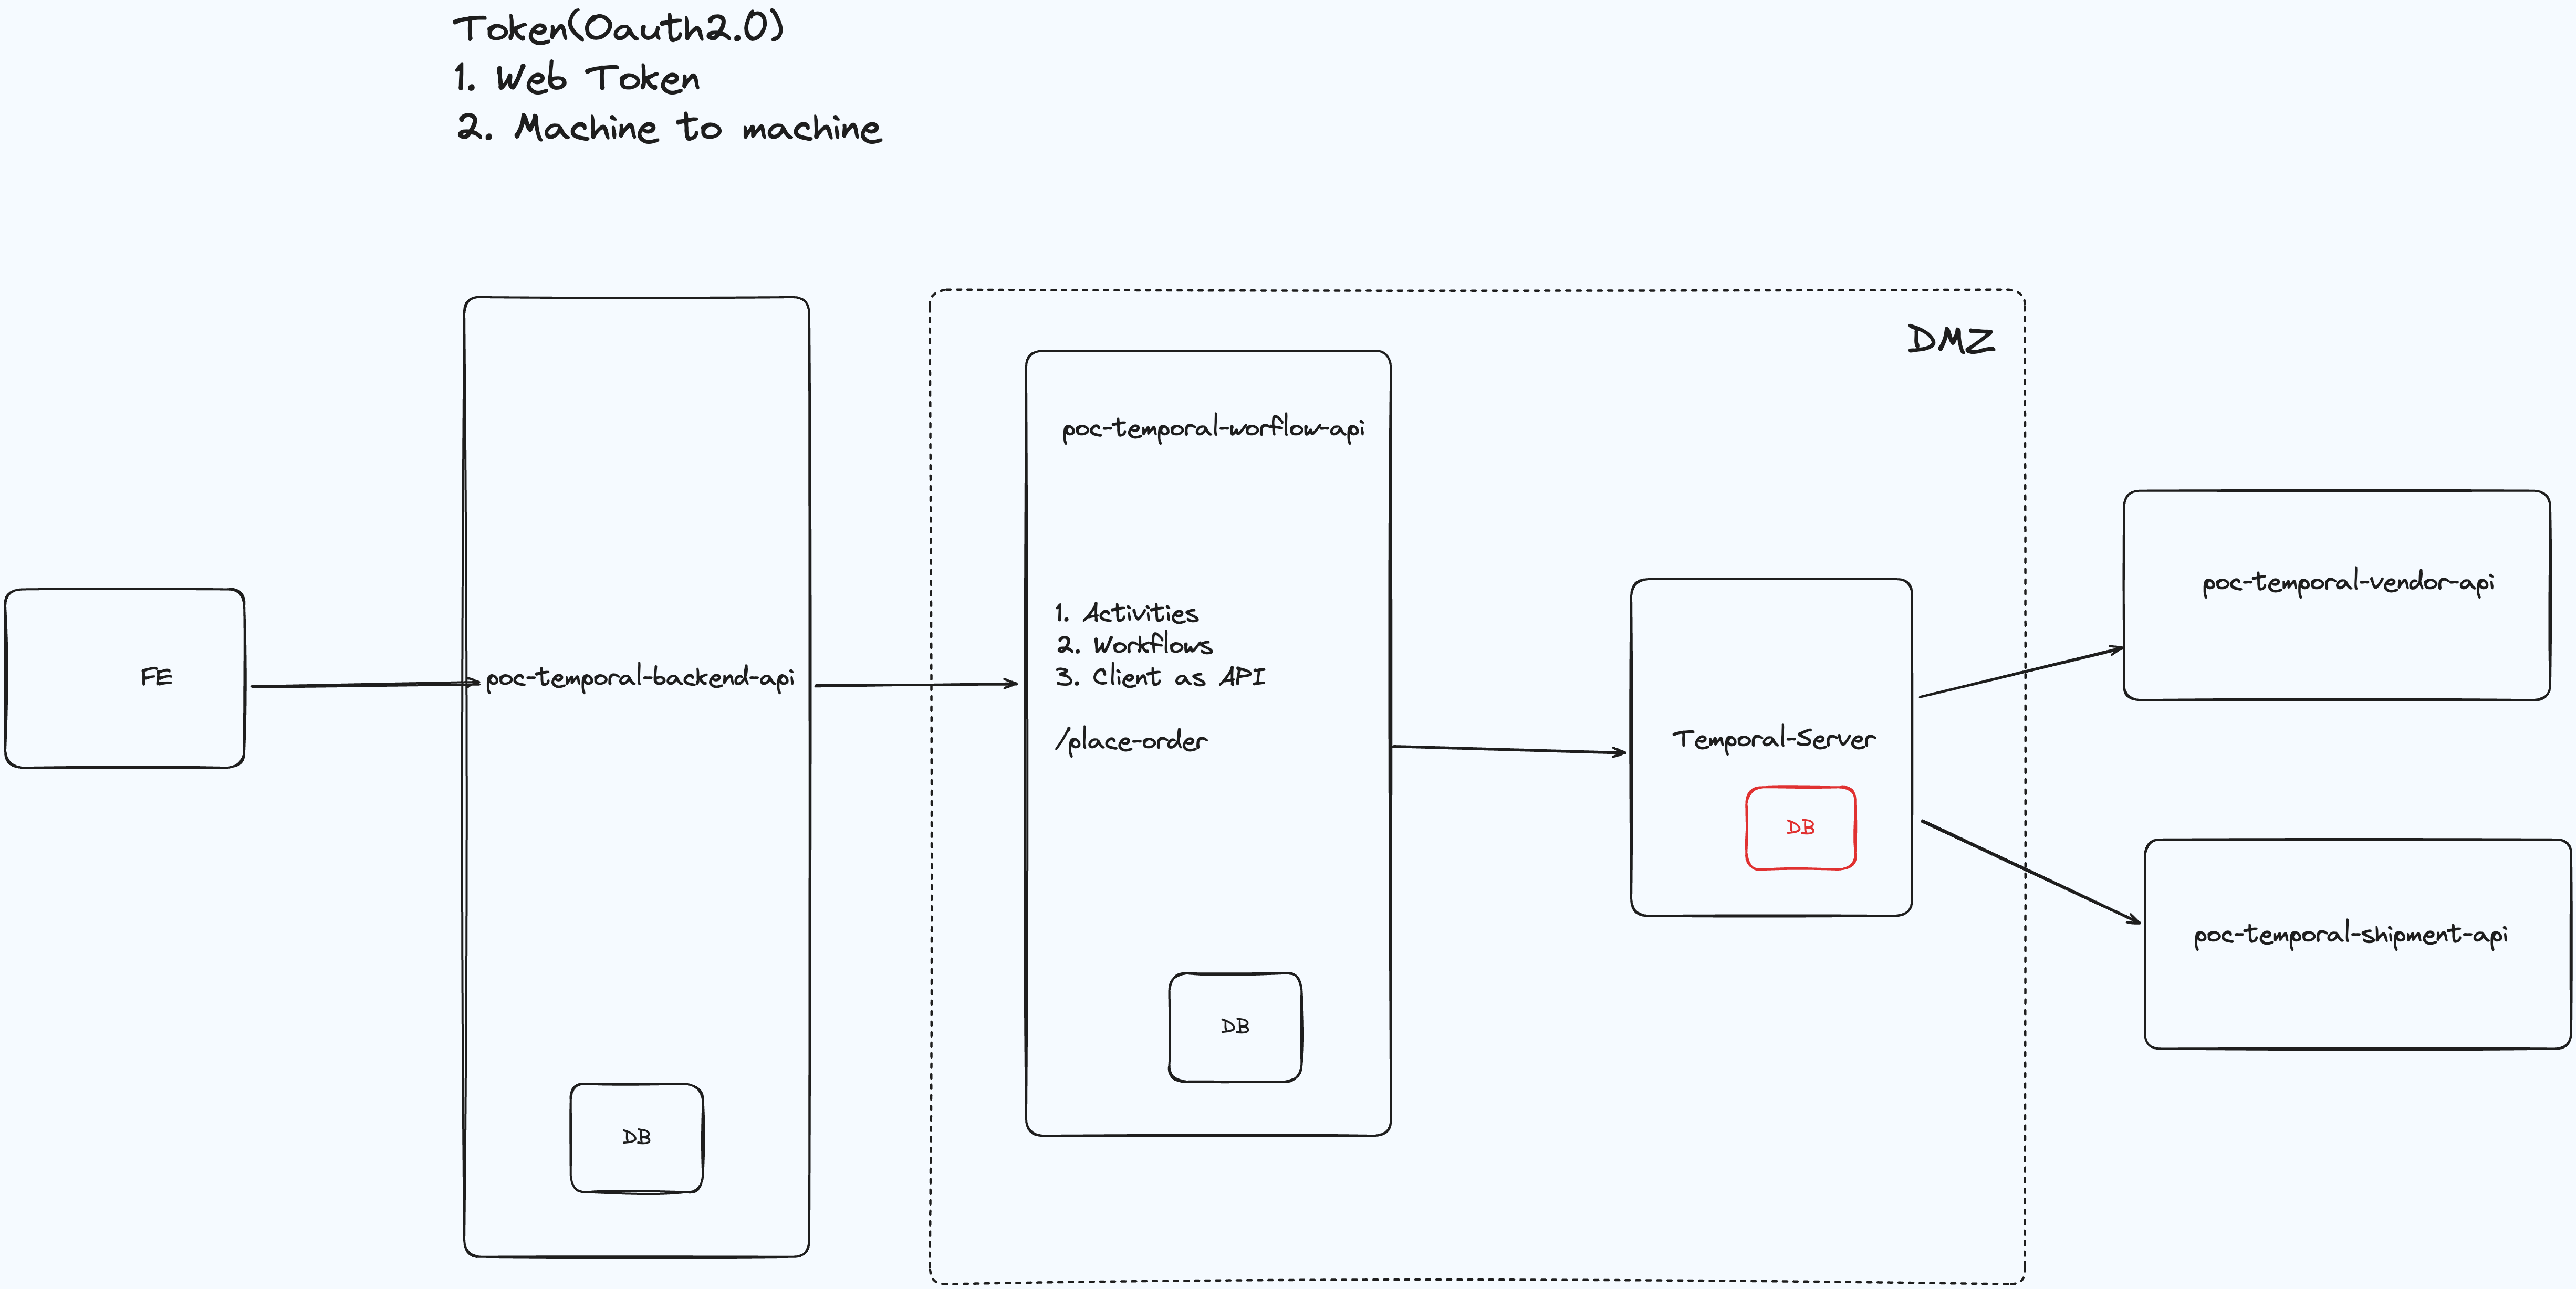 Token(Oauth2.0)
1. Web Token
2. Machine to machine
DMZ
FE
poc-temporal-backend-api
DB
poc-temporal-worflow-api
1. Activities
2. Workflows
3. Client as API
/place-order
DB
Temporal-Server
DB
poc-temporal-vendor-api
poc-temporal-shipment-api